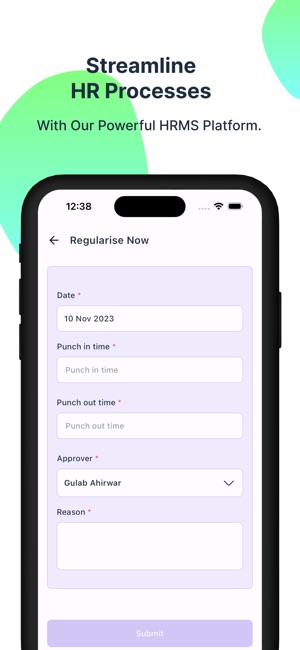 Streamline
HR Processes
With Our Powerful HRMS Platform.
12:38
Regularise Now
Date *
10 Nov 2023
Punch in time *
Punch in time
Punch out time *
Punch out time
Approver *
Gulab Ahirwar
Reason *
Submit